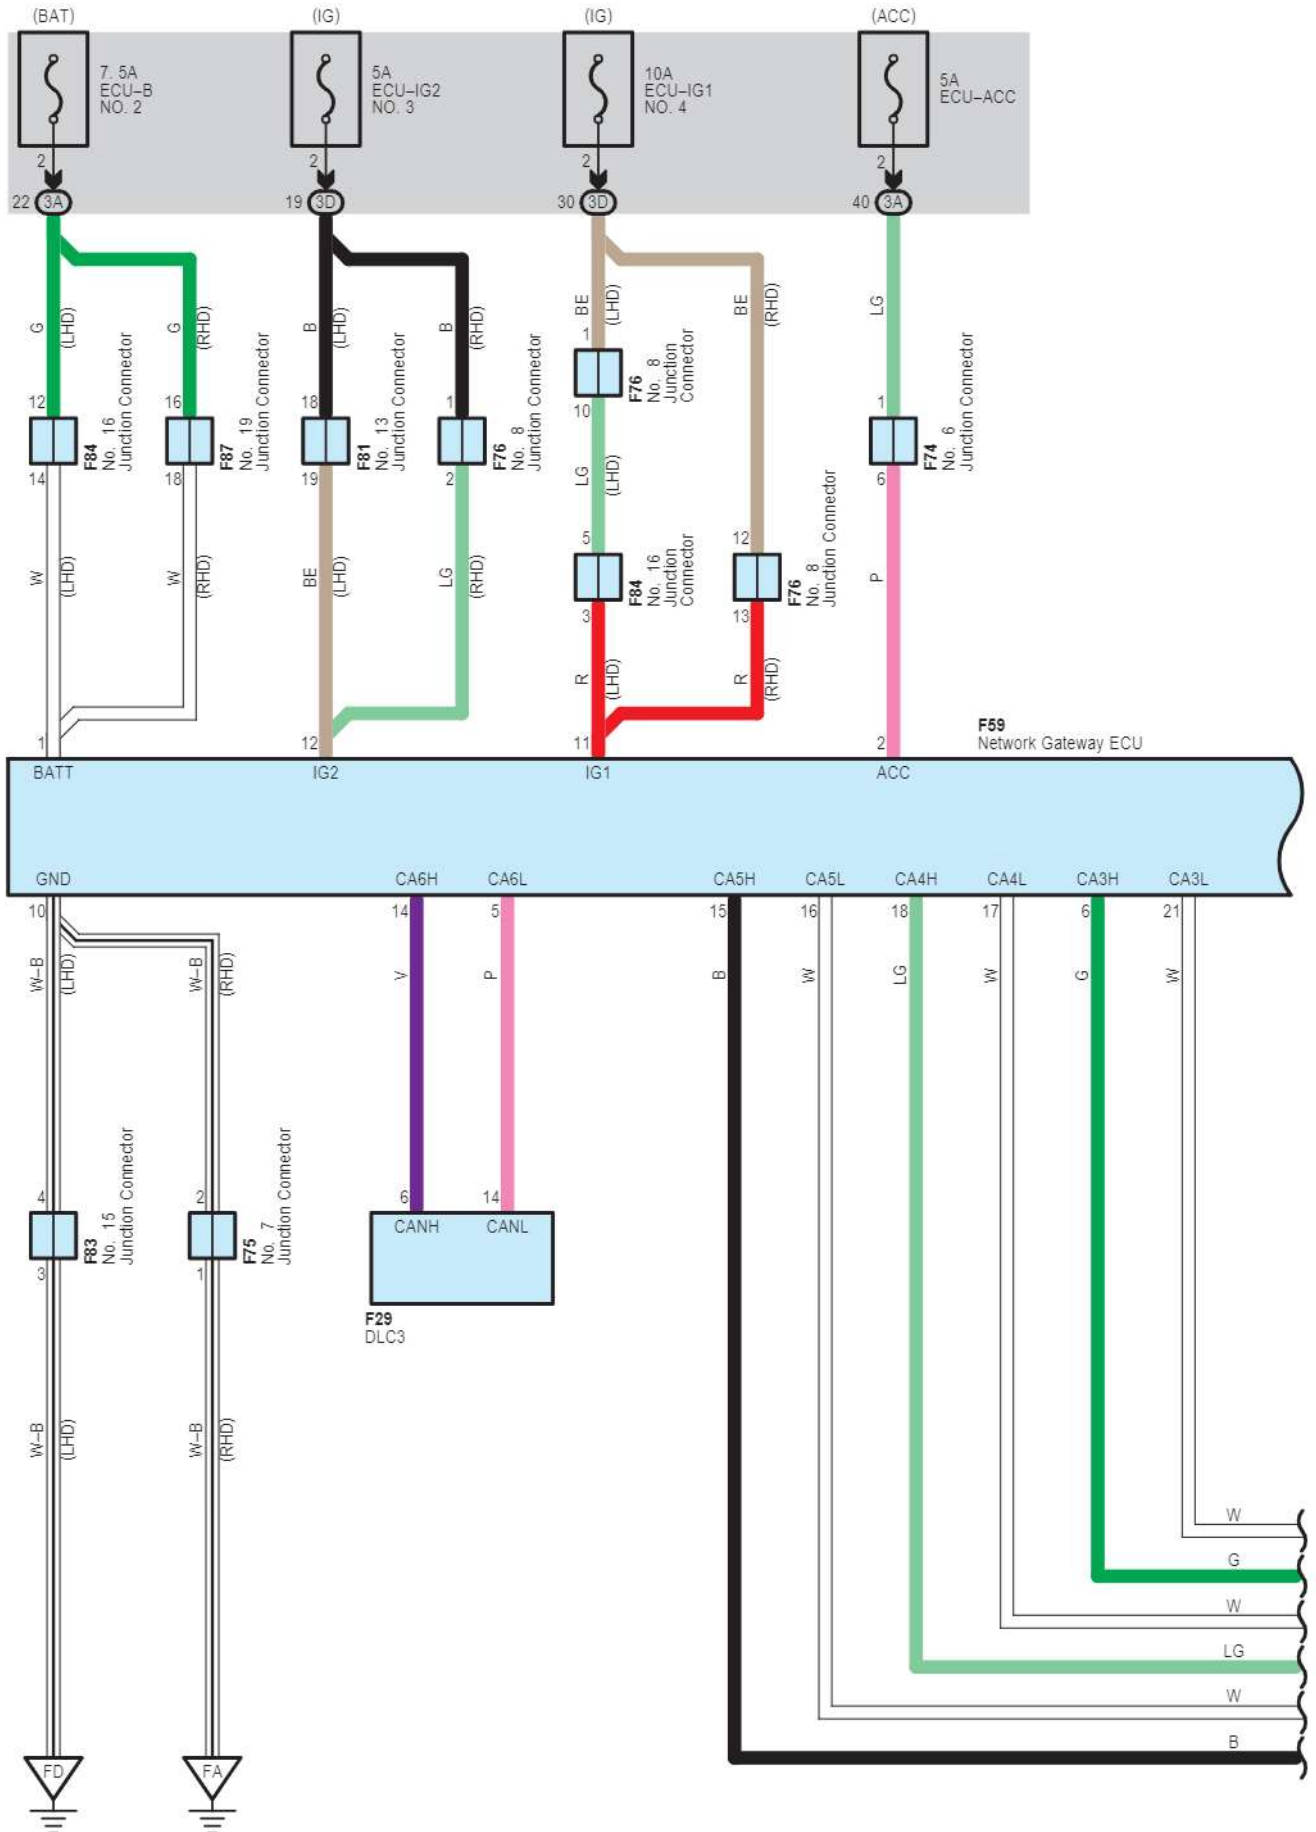 (BAT)
(IG)
(IG)
(ACC)
7. 5A
ECU–B
NO. 2
5A
ECU–IG2
NO. 3
10A
ECU–IG1
NO. 4
5A
ECU–ACC
2
2
2
2
22
3A
19
3D
30
3D
40
3A
G
(LHD)
G
(RHD)
B
(LHD)
B
(RHD)
BE
(LHD)
BE
(RHD)
LG
1
10
F76
No. 8
Junction
Connector
12
14
F84
No. 16
Junction Connector
16
18
F87
No. 19
Junction Connector
18
19
F81
No. 13
Junction Connector
1
2
F76
No. 8
Junction Connector
1
6
F74
No. 6
Junction Connector
LG
(LHD)
W
(LHD)
W
(RHD)
BE
(LHD)
LG
(RHD)
5
3
F84
No. 16
Junction
Connector
12
13
F76
No. 8
Junction Connector
P
R
(LHD)
R
(RHD)
F59
Network Gateway ECU
1
12
11
2
BATT
IG2
IG1
ACC
GND
CA6H
CA6L
CA5H
CA5L
CA4H
CA4L
CA3H
CA3L
10
14
5
15
16
18
17
6
21
W–B
(LHD)
W–B
(RHD)
V
P
B
W
LG
W
G
W
4
3
F83
No. 15
Junction Connector
2
1
F75
No. 7
Junction Connector
6
14
CANH
CANL
F29
DLC3
W–B
(LHD)
W–B
(RHD)
W
G
W
LG
W
B
FD
FA